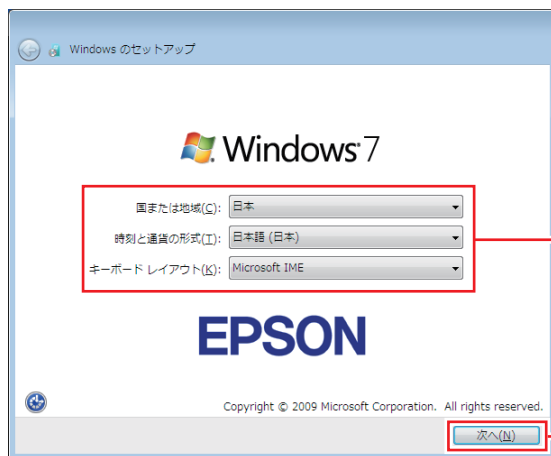 Windows のセットアップ
Windows 7
国または地域(C): 日本
時刻と通貨の形式(T): 日本語 (日本)
キーボード レイアウト(K): Microsoft IME
EPSON
Copyright © 2009 Microsoft Corporation. All rights reserved.
次へ(N)